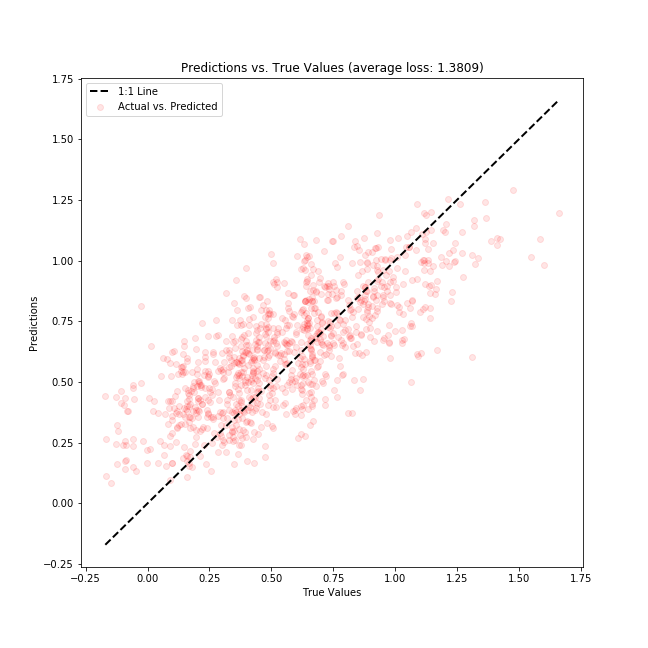 Predictions vs. True Values (average loss: 1.3809)
1:1 Line
Actual vs. Predicted
1.75
1.50
1.25
1.00
0.75
0.50
0.25
0.00
−0.25
Predictions
−0.25 0.00 0.25 0.50 0.75 1.00 1.25 1.50 1.75
True Values